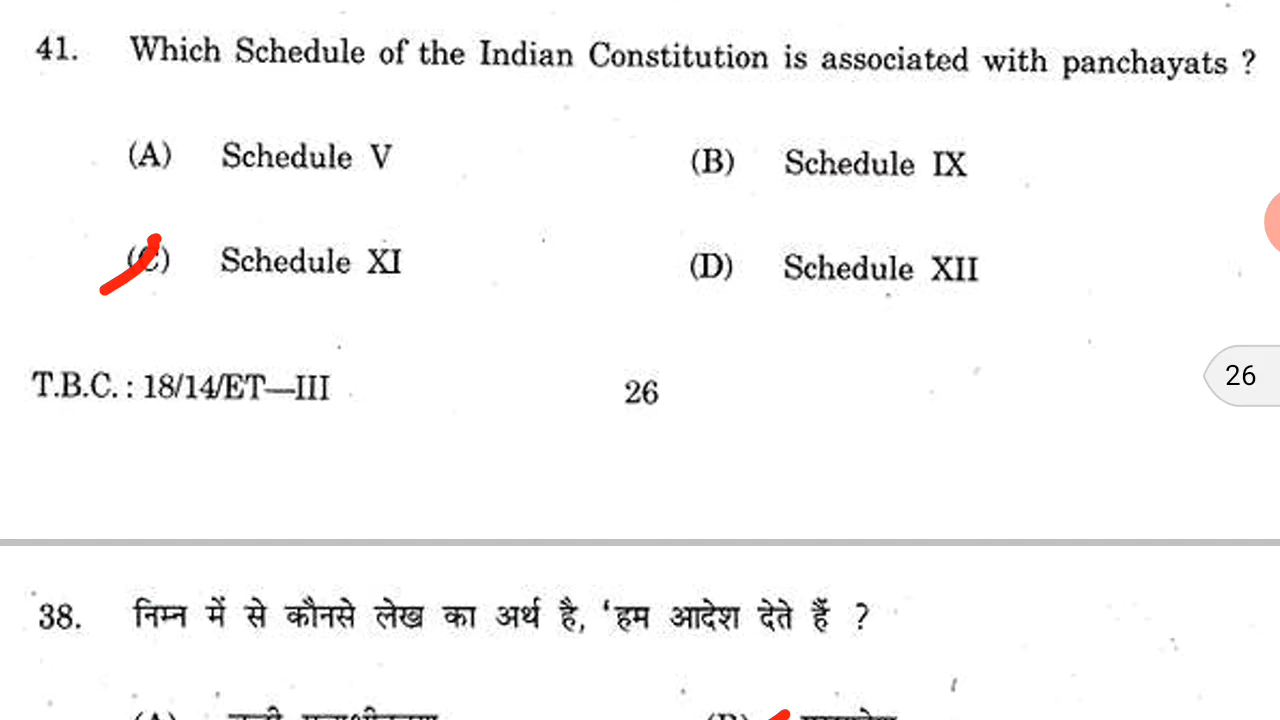 41. Which Schedule of the Indian Constitution is associated with panchayats ?
(A) Schedule V (B) Schedule IX
(C) Schedule XI (D) Schedule XII
T.B.C. : 18/14/ET—III 26
26
38. निम्न में से कौनसे लेख का अर्थ है, ‘हम आदेश देते हैं ?
(A) (B)